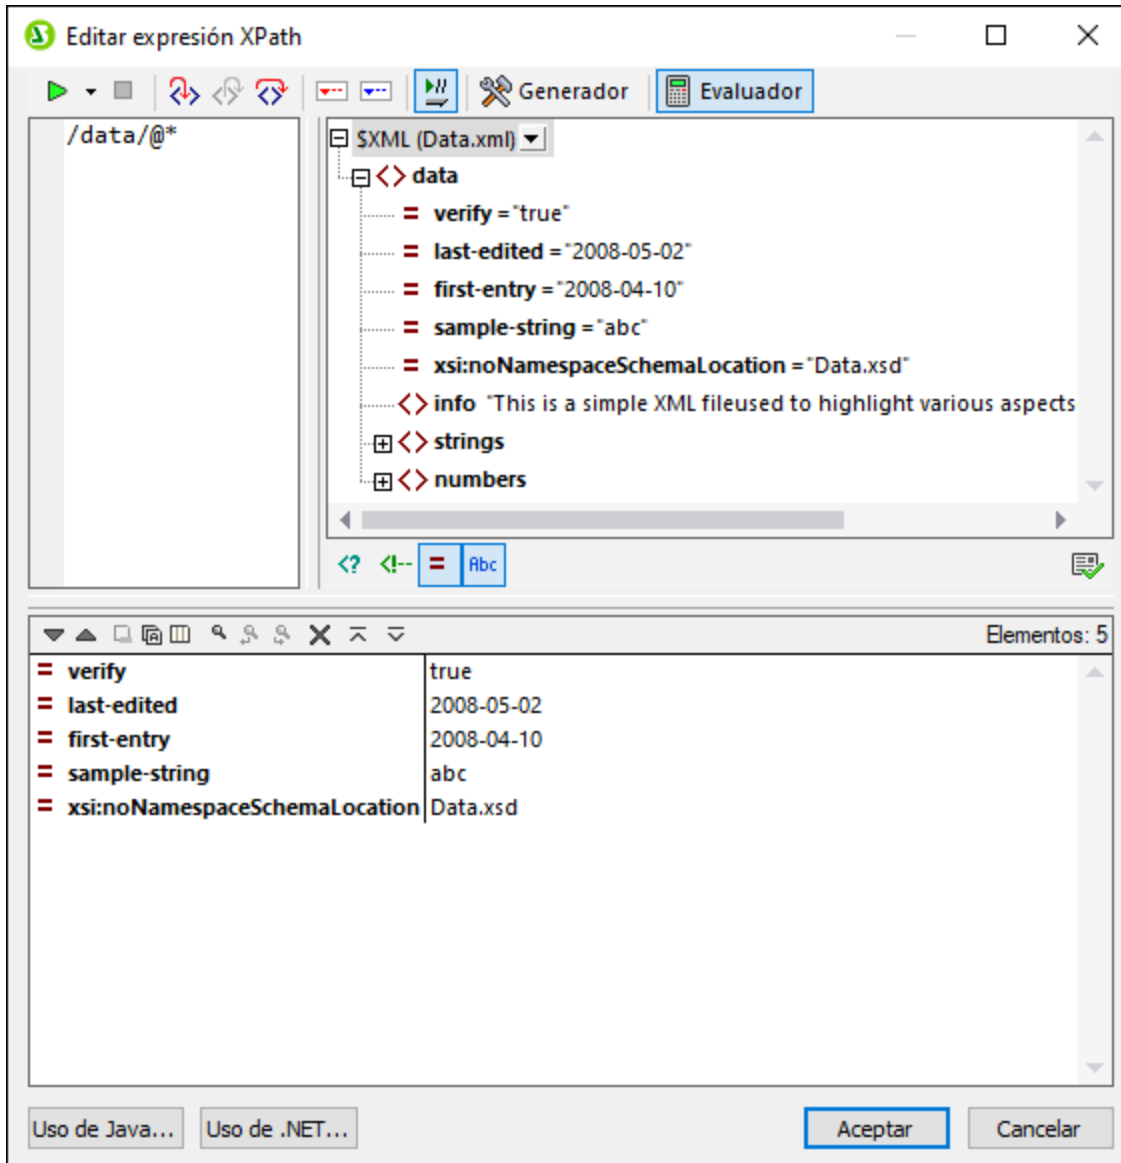 Editar expresión XPath
Generador
Evaluador
/data/@*
$XML (Data.xml)
<> data
= verify ="true"
= last-edited ="2008-05-02"
= first-entry ="2008-04-10"
= sample-string ="abc"
= xsi:noNamespaceSchemaLocation ="Data.xsd"
<> info "This is a simple XML fileused to highlight various aspects
<> strings
<> numbers
<? <!-- = Abc
Elementos: 5
= verify true
= last-edited 2008-05-02
= first-entry 2008-04-10
= sample-string abc
= xsi:noNamespaceSchemaLocation Data.xsd
Uso de Java... Uso de .NET... Aceptar Cancelar